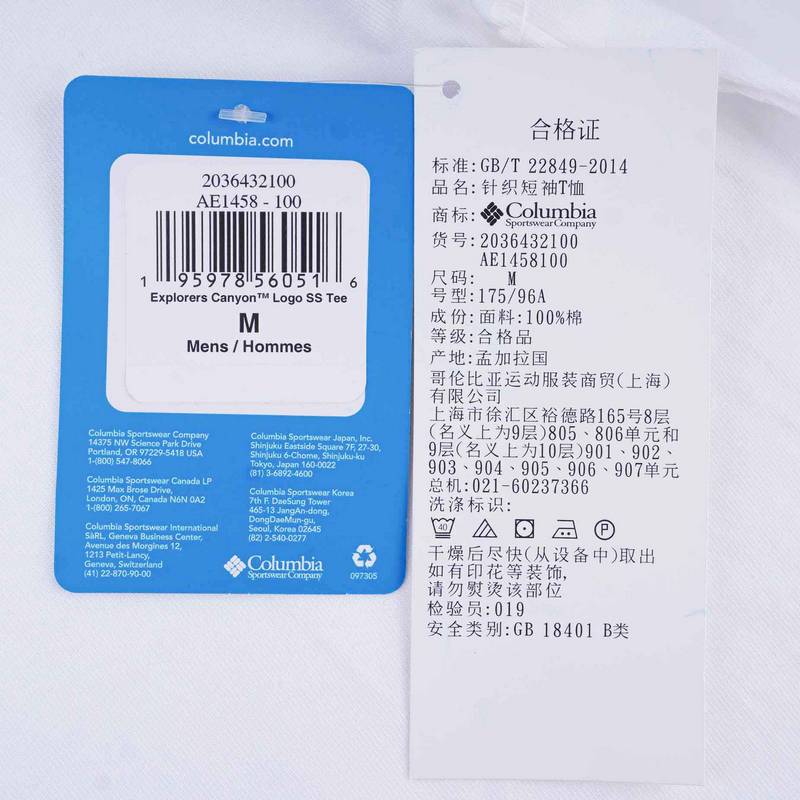 columbia.com
2036432100
AE1458 - 100
1 95978 56051 6
Explorers Canyon™ Logo SS Tee
M
Mens / Hommes
Columbia Sportswear Company
14375 NW Science Park Drive
Portland, OR 97229-5418 USA
1-(800) 547-8066
Columbia Sportswear Canada LP
1425 Max Brose Drive,
London, ON, Canada N6N 0A2
1-(800) 265-7067
Columbia Sportswear International
SàRL, Geneva Business Center,
Avenue des Morgines 12,
1213 Petit-Lancy,
Geneva, Switzerland
(41) 22-870-90-00
Columbia Sportswear Japan, Inc.
Shinjuku Eastside Square 7F, 27-30,
Shinjuku 6-Chome, Shinjuku-ku
Tokyo, Japan 160-0022
(81) 3-6892-4600
Columbia Sportswear Korea
7th F. DaeSung Tower
465-13 JangAn-dong,
DongDaeMun-gu,
Seoul, Korea 02645
(82) 2-540-0277
Columbia
Sportswear Company
097305
合格证
标准:GB/T 22849-2014
品名:针织短袖T恤
商标:Columbia
Sportswear Company
货号:2036432100
AE1458100
尺码: M
号型:175/96A
成份:面料:100%棉
等级:合格品
产地:孟加拉国
哥伦比亚运动服装商贸(上海)
有限公司
上海市徐汇区裕德路165号8层
(名义上为9层)805、806单元和
9层(名义上为10层)901、902、
903、904、905、906、907单元
总机:021-60237366
洗涤标识:
40 P
干燥后尽快(从设备中)取出
如有印花等装饰,
请勿熨烫该部位
检验员:019
安全类别:GB 18401 B类